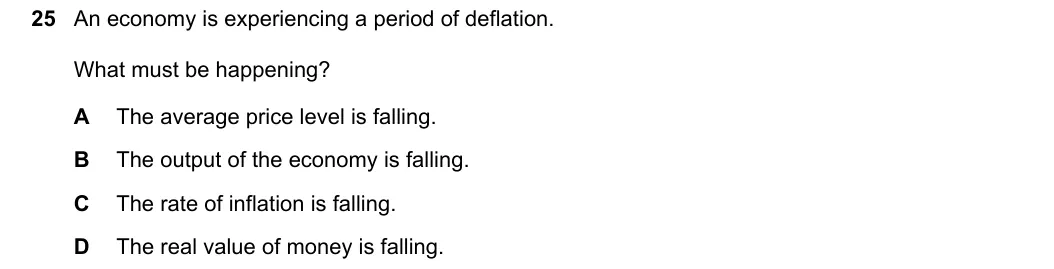 25 An economy is experiencing a period of deflation.
What must be happening?
A The average price level is falling.
B The output of the economy is falling.
C The rate of inflation is falling.
D The real value of money is falling.